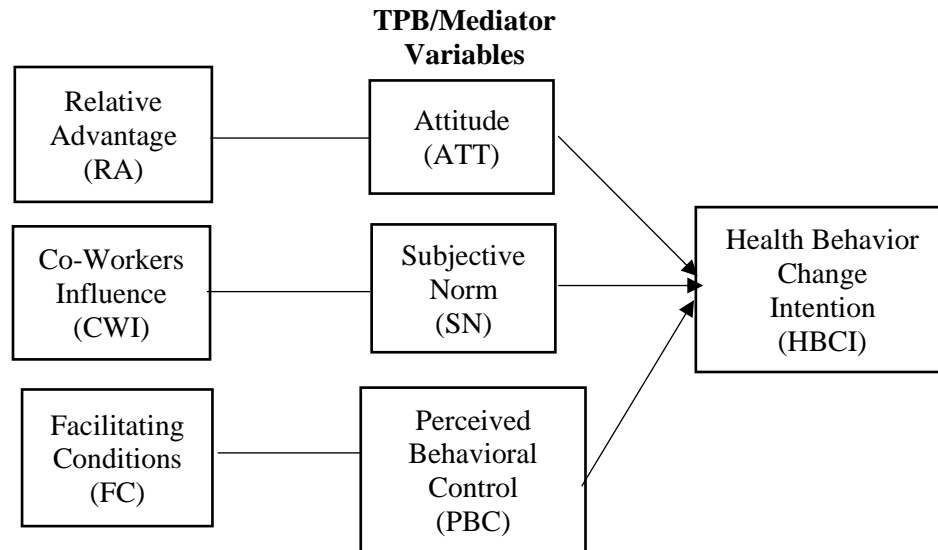 TPB/Mediator
Variables
Relative
Advantage
(RA)
Attitude
(ATT)
Co-Workers
Influence
(CWI)
Subjective
Norm
(SN)
Health Behavior
Change
Intention
(HBCI)
Facilitating
Conditions
(FC)
Perceived
Behavioral
Control
(PBC)